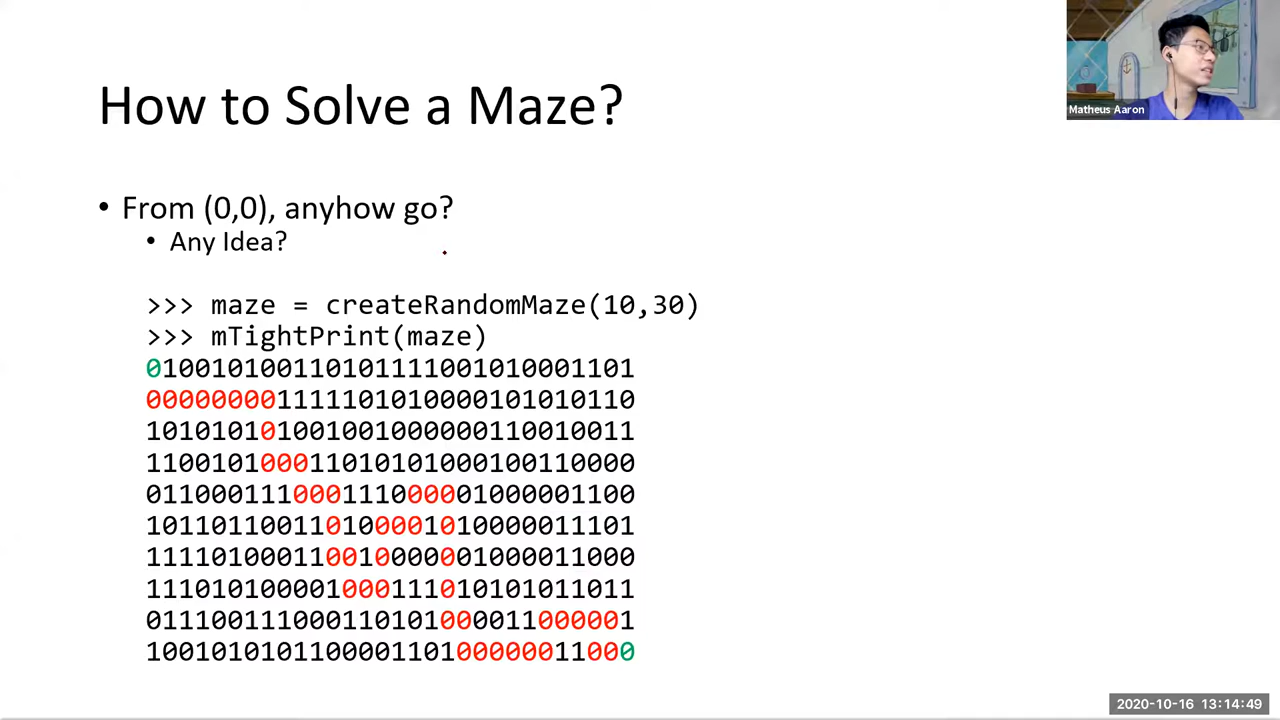 Matheus Aaron
How to Solve a Maze?
• From (0,0), anyhow go?
• Any Idea?
>>> maze = createRandomMaze(10,30)
>>> mTightPrint(maze)
010010100110101111001010001101
000000001111101010000101010110
101010101001001000000110010011
110010100011010101000100110000
011000111000111000001000001100
101101100110100001010000011101
111101000110010000001000011000
111010100001000111010101011011
011100111000110101000011000001
100101010110000110100000011000
2020-10-16 13:14:49